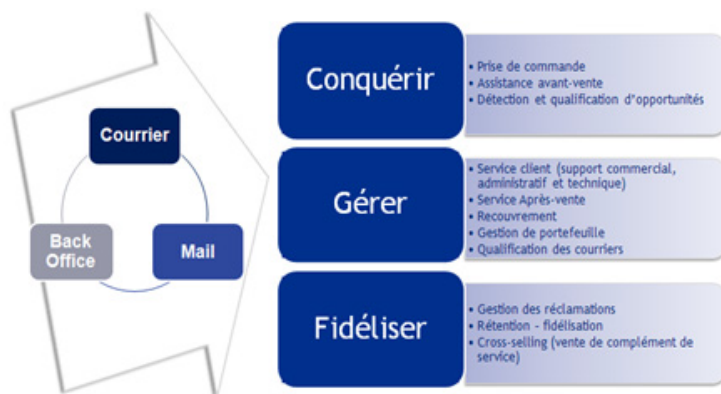 Courrier
Back
Office
Mail
Conquérir
• Prise de commande
• Assistance avant-vente
• Détection et qualification d'opportunités
Gérer
• Service client (support commercial,
administratif et technique)
• Service Après-vente
• Recouvrement
• Gestion de portefeuille
• Qualification des courriers
Fidéliser
• Gestion des réclamations
• Rétention - fidélisation
• Cross-selling (vente de complément de
service)